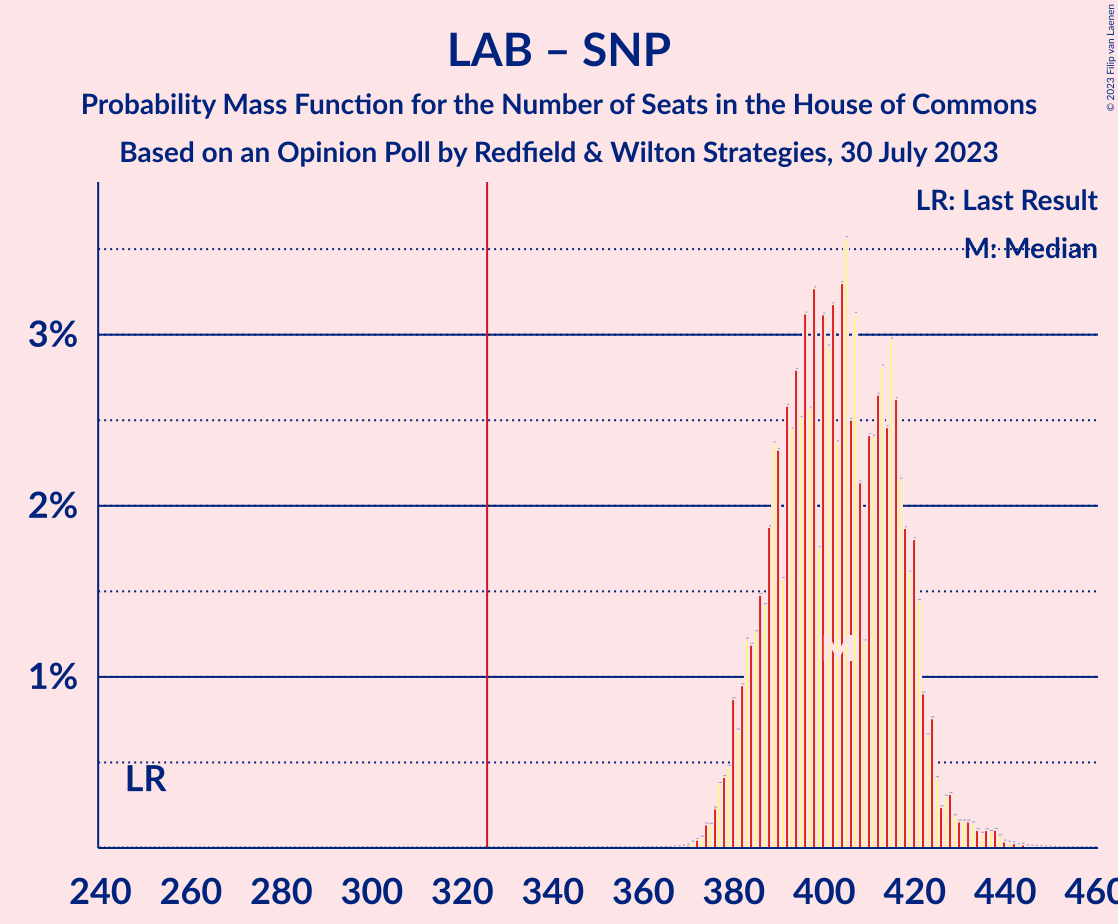 LAB – SNP
Probability Mass Function for the Number of Seats in the House of Commons
Based on an Opinion Poll by Redfield & Wilton Strategies, 30 July 2023
© 2023 Filip van Laenen
LR: Last Result
M: Median
3%
2%
1%
M
LR
240 260 280 300 320 340 360 380 400 420 440 460